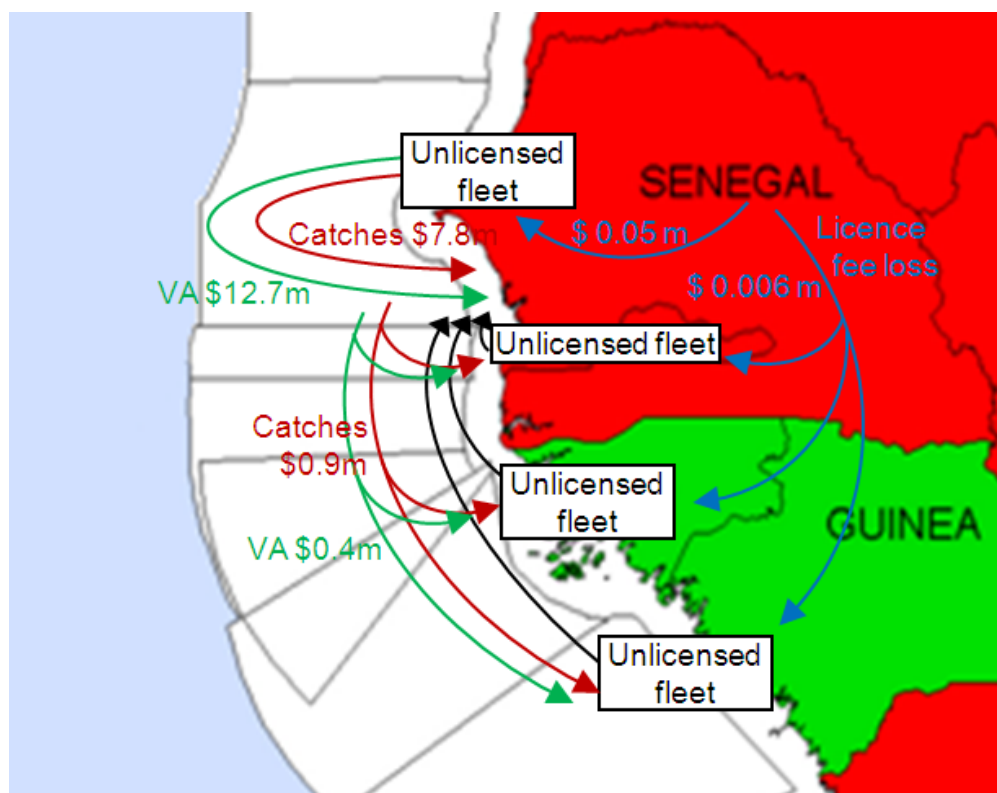 Unlicensed
fleet
SENEGAL
Catches $7.8m
$ 0.05 m
Licence
fee loss
VA $12.7m
$ 0.006 m
Unlicensed fleet
Catches
$0.9m
Unlicensed
fleet
VA $0.4m
GUINEA
Unlicensed
fleet